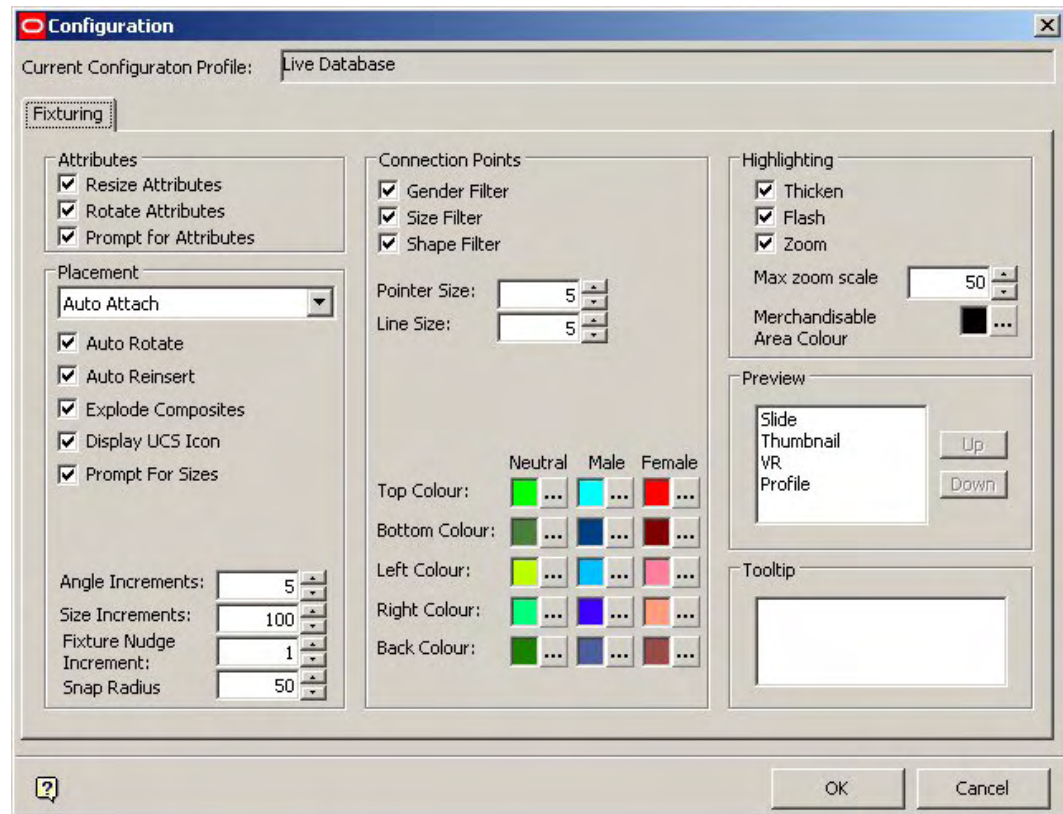 Configuration
Current Configuraton Profile: Live Database
Fixturing
Attributes
Resize Attributes
Rotate Attributes
Prompt for Attributes
Placement
Auto Attach
Auto Rotate
Auto Reinsert
Explode Composites
Display UCS Icon
Prompt For Sizes
Angle Increments: 5
Size Increments: 100
Fixture Nudge
Increment: 1
Snap Radius 50
Connection Points
Gender Filter
Size Filter
Shape Filter
Pointer Size: 5
Line Size: 5
Neutral Male Female
Top Colour: ... ... ...
Bottom Colour: ... ... ...
Left Colour: ... ... ...
Right Colour: ... ... ...
Back Colour: ... ... ...
Highlighting
Thicken
Flash
Zoom
Max zoom scale 50
Merchandisable
Area Colour ...
Preview
Slide
Thumbnail
VR
Profile
Up
Down
Tooltip
?
OK
Cancel